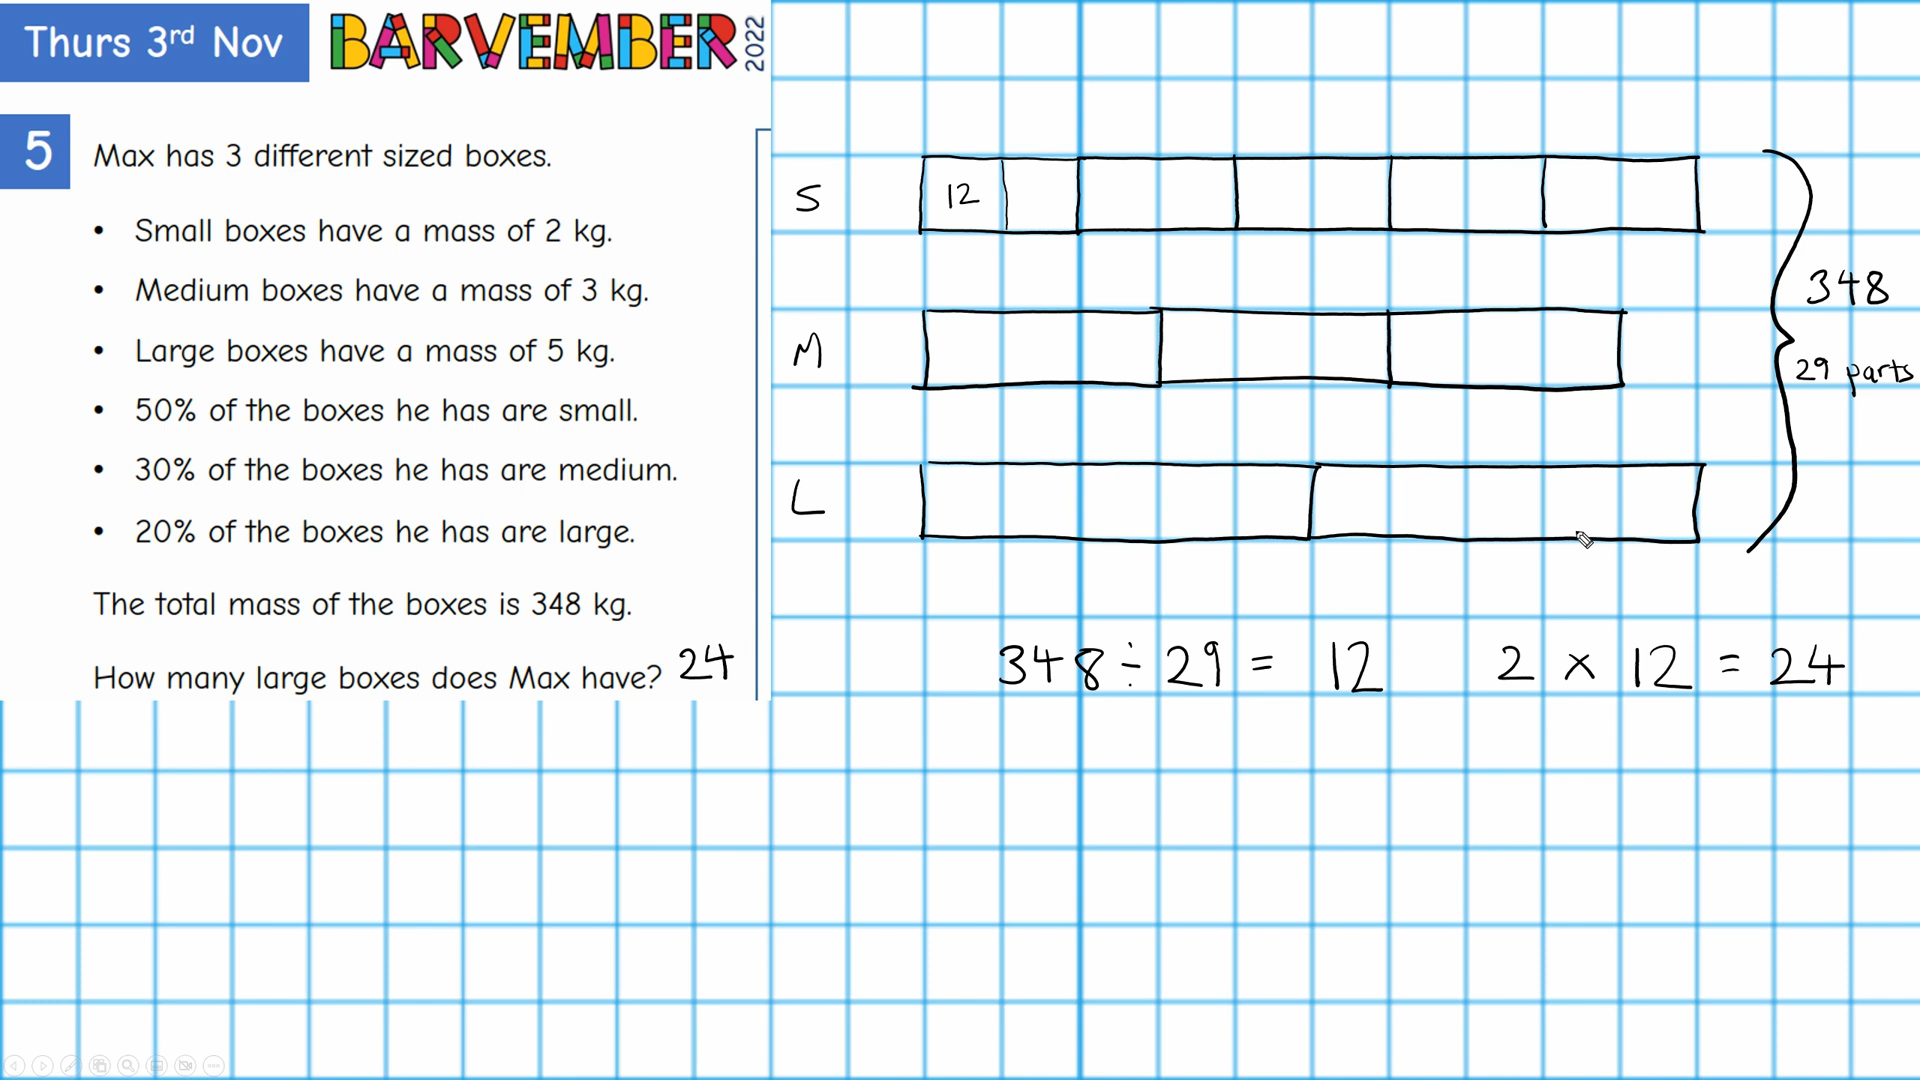 Thurs 3rd Nov
BARVEMBER 2022
5
Max has 3 different sized boxes.
• Small boxes have a mass of 2 kg.
• Medium boxes have a mass of 3 kg.
• Large boxes have a mass of 5 kg.
• 50% of the boxes he has are small.
• 30% of the boxes he has are medium.
• 20% of the boxes he has are large.
The total mass of the boxes is 348 kg.
How many large boxes does Max have? 24
S 12
M
L
348
29 parts
348 ÷ 29 = 12
2 × 12 = 24